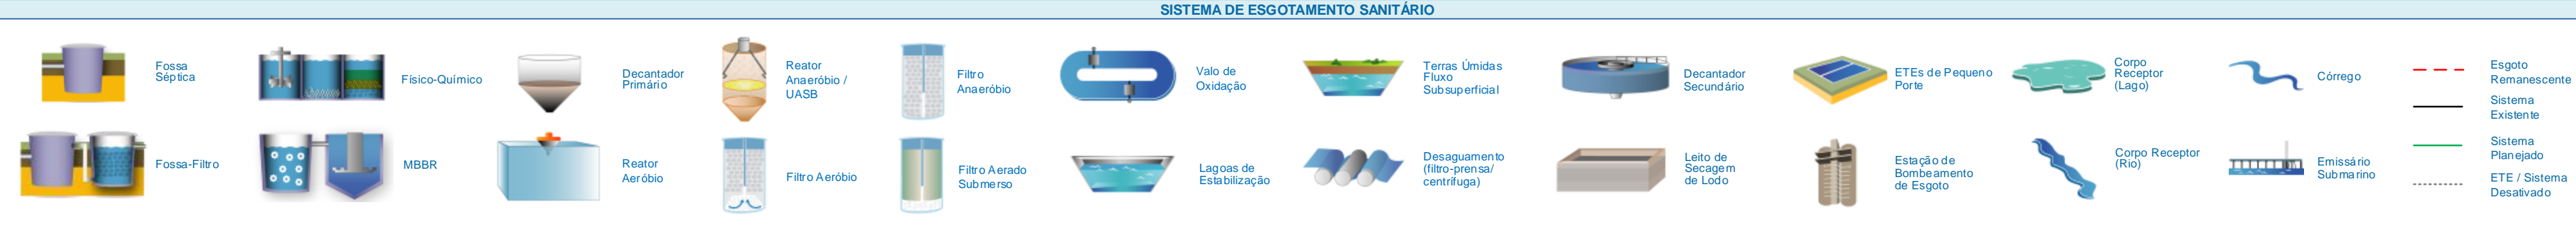 SISTEMA DE ESGOTAMENTO SANITÁRIO
Fossa
Séptica
Físico-Químico
Decantador
Primário
Reator
Anaeróbio /
UASB
Filtro
Anaeróbio
Valo de
Oxidação
Terras Úmidas
Fluxo
Subsuperficial
Decantador
Secundário
ETEs de Pequeno
Porte
Corpo
Receptor
(Lago)
Córrego
Esgoto
Remanescente
Sistema
Existente
Fossa-Filtro
MBBR
Reator
Aeróbio
Filtro Aeróbio
Filtro Aerado
Submerso
Lagoas de
Estabilização
Desaguamento
(filtro-prensa/
centrífuga)
Leito de
Secagem
de Lodo
Estação de
Bombeamento
de Esgoto
Corpo Receptor
(Rio)
Emissário
Submarino
Sistema
Planejado
ETE / Sistema
Desativado